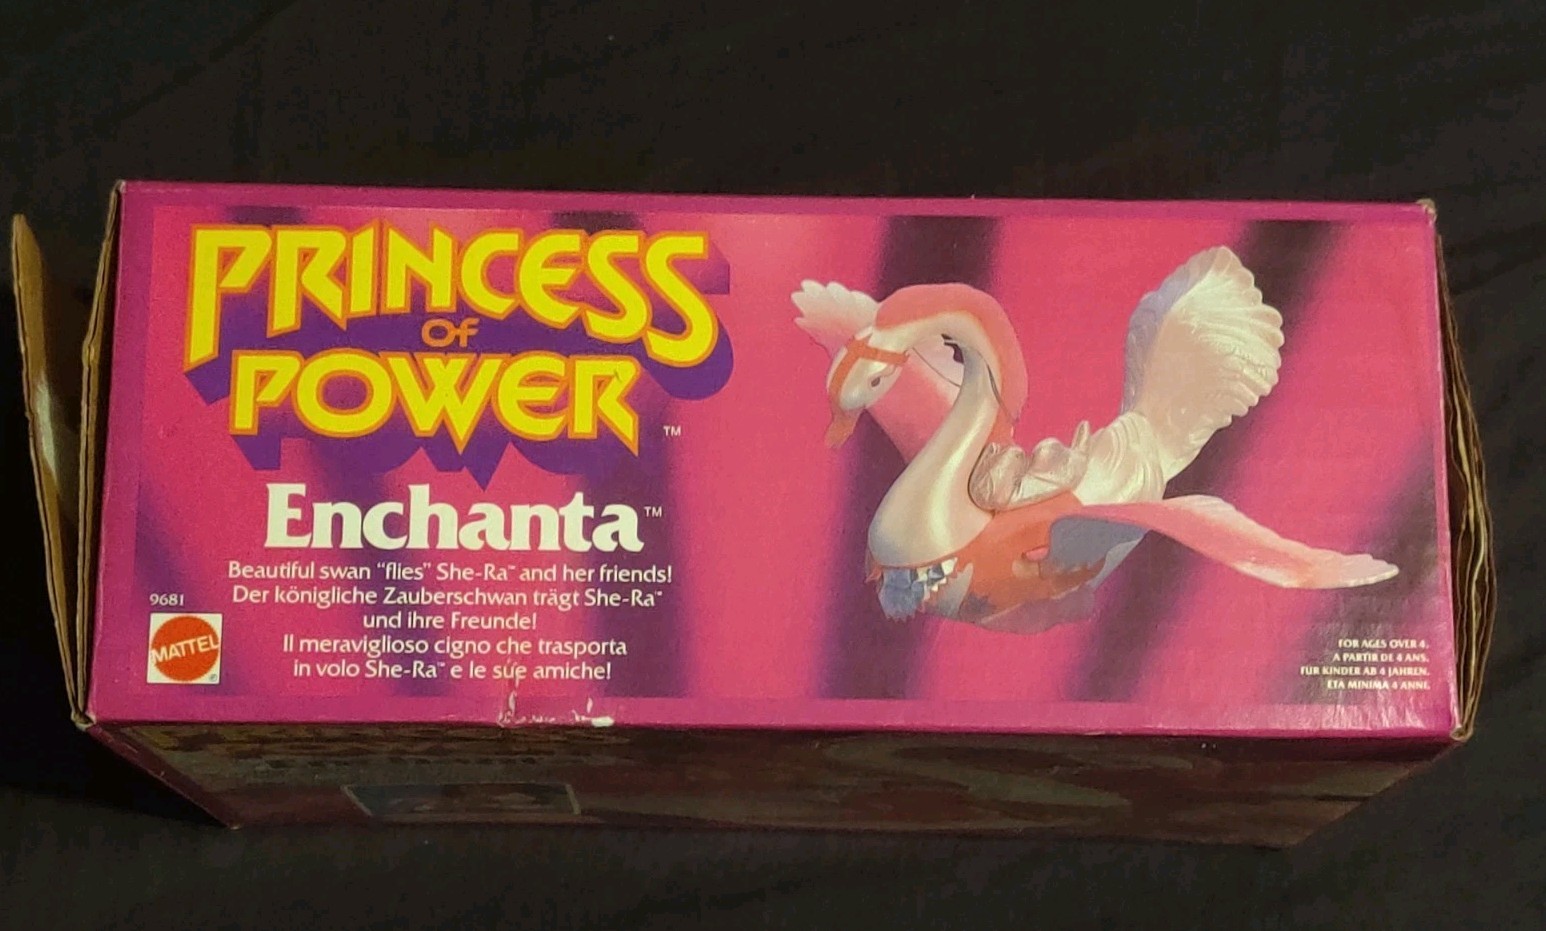 PRINCESS
OF
POWER™
Enchanta™
Beautiful swan “flies” She-Ra™ and her friends!
Der königliche Zauberschwan trägt She-Ra™
und ihre Freunde!
Il meraviglioso cigno che trasporta
in volo She-Ra™ e le sue amiche!
9681
MATTEL®
FOR AGES OVER 4.
A PARTIR DE 4 ANS.
FÜR KINDER AB 4 JAHREN.
ETA MINIMA 4 ANNI.